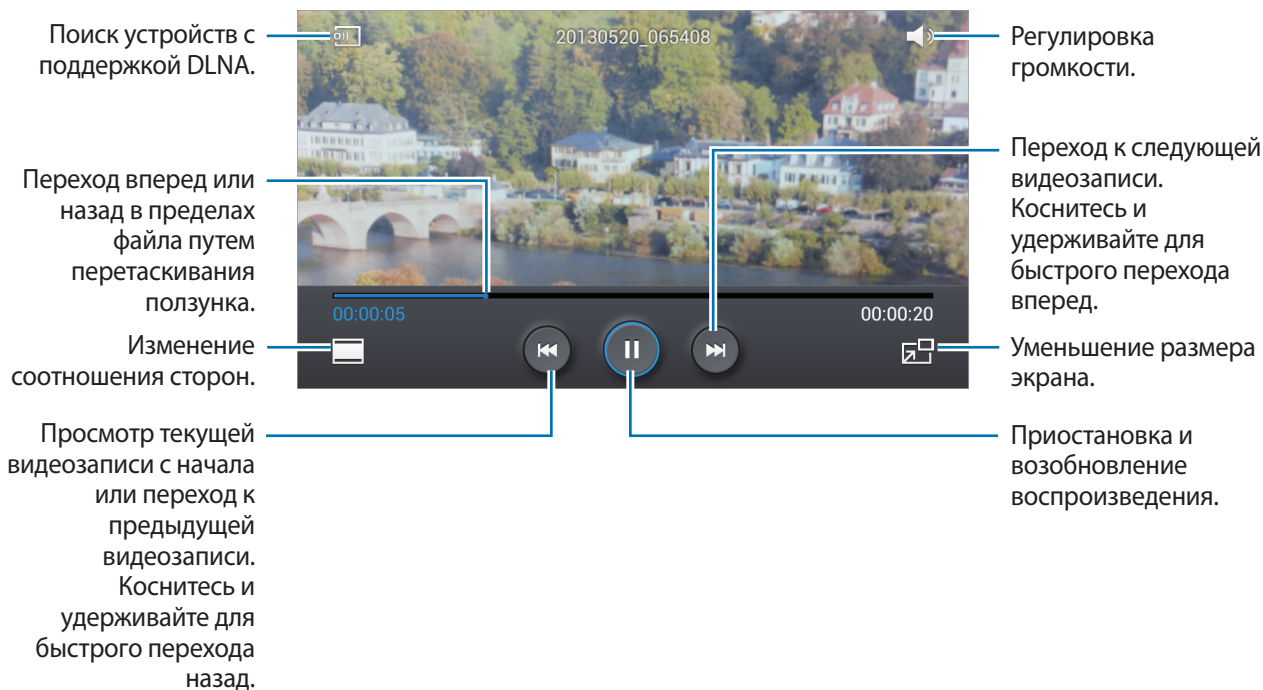 Поиск устройств с
поддержкой DLNA.
20130520_065408
Регулировка
громкости.
Переход вперед или
назад в пределах
файла путем
перетаскивания
ползунка.
Переход к следующей
видеозаписи.
Коснитесь и
удерживайте для
быстрого перехода
вперед.
00:00:05
00:00:20
Изменение
соотношения сторон.
Уменьшение размера
экрана.
Просмотр текущей
видеозаписи с начала
или переход к
предыдущей
видеозаписи.
Коснитесь и
удерживайте для
быстрого перехода
назад.
Приостановка и
возобновление
воспроизведения.